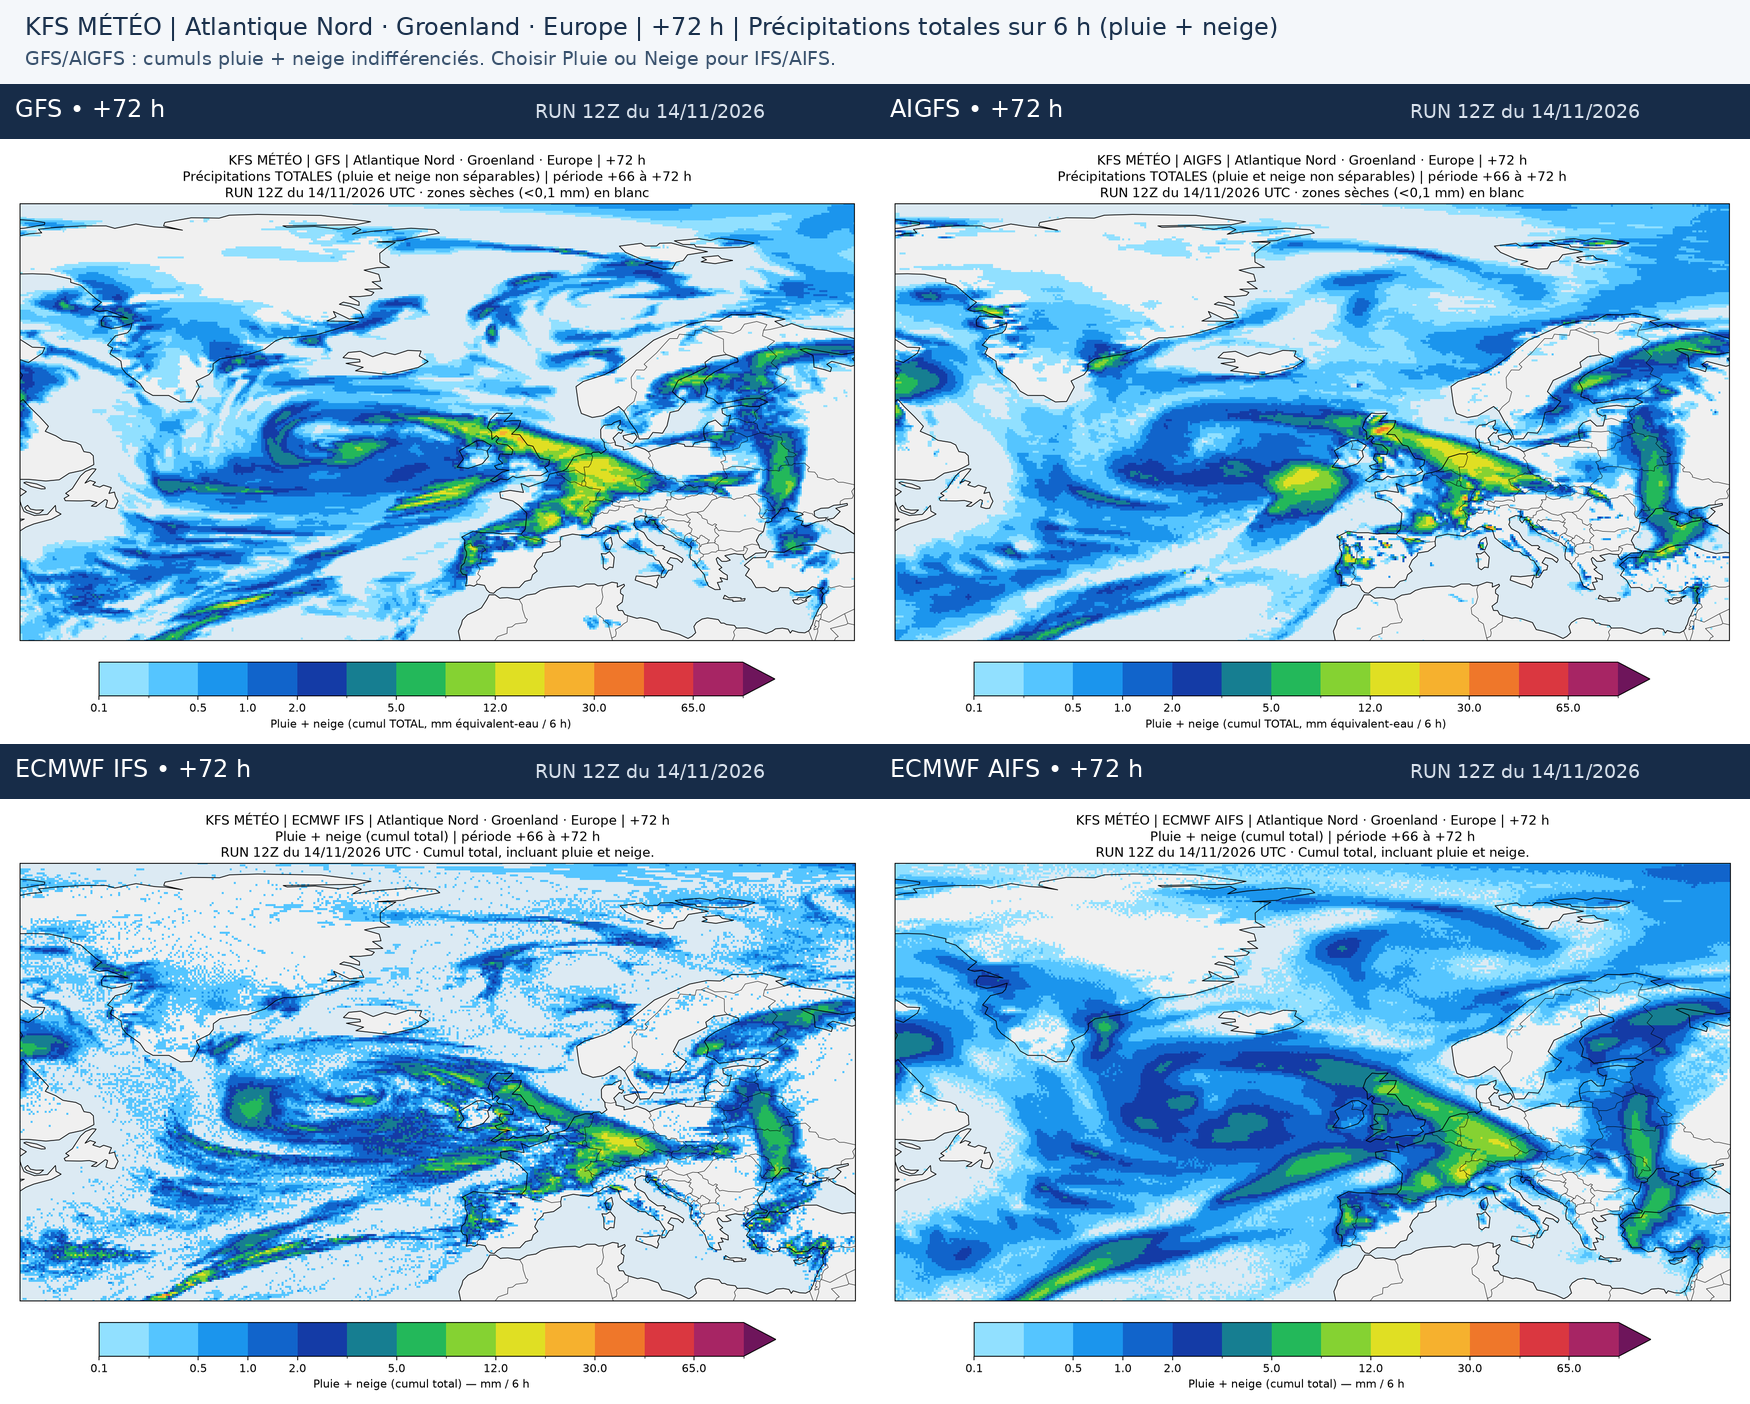 KFS MÉTÉO | Atlantique Nord · Groenland · Europe | +72 h | Précipitations totales sur 6 h (pluie + neige)
GFS/AIGFS : cumuls pluie + neige indifférenciés. Choisir Pluie ou Neige pour IFS/AIFS.
GFS • +72 h
RUN 12Z du 14/11/2026
AIGFS • +72 h
RUN 12Z du 14/11/2026
KFS MÉTÉO | GFS | Atlantique Nord · Groenland · Europe | +72 h
Précipitations TOTALES (pluie et neige non séparables) | période +66 à +72 h
RUN 12Z du 14/11/2026 UTC · zones sèches (<0,1 mm) en blanc
KFS MÉTÉO | AIGFS | Atlantique Nord · Groenland · Europe | +72 h
Précipitations TOTALES (pluie et neige non séparables) | période +66 à +72 h
RUN 12Z du 14/11/2026 UTC · zones sèches (<0,1 mm) en blanc
0.1 0.5 1.0 2.0 5.0 12.0 30.0 65.0
Pluie + neige (cumul TOTAL, mm équivalent-eau / 6 h)
0.1 0.5 1.0 2.0 5.0 12.0 30.0 65.0
Pluie + neige (cumul TOTAL, mm équivalent-eau / 6 h)
ECMWF IFS • +72 h
RUN 12Z du 14/11/2026
ECMWF AIFS • +72 h
RUN 12Z du 14/11/2026
KFS MÉTÉO | ECMWF IFS | Atlantique Nord · Groenland · Europe | +72 h
Pluie + neige (cumul total) | période +66 à +72 h
RUN 12Z du 14/11/2026 UTC · Cumul total, incluant pluie et neige.
KFS MÉTÉO | ECMWF AIFS | Atlantique Nord · Groenland · Europe | +72 h
Pluie + neige (cumul total) | période +66 à +72 h
RUN 12Z du 14/11/2026 UTC · Cumul total, incluant pluie et neige.
0.1 0.5 1.0 2.0 5.0 12.0 30.0 65.0
Pluie + neige (cumul total) — mm / 6 h
0.1 0.5 1.0 2.0 5.0 12.0 30.0 65.0
Pluie + neige (cumul total) — mm / 6 h